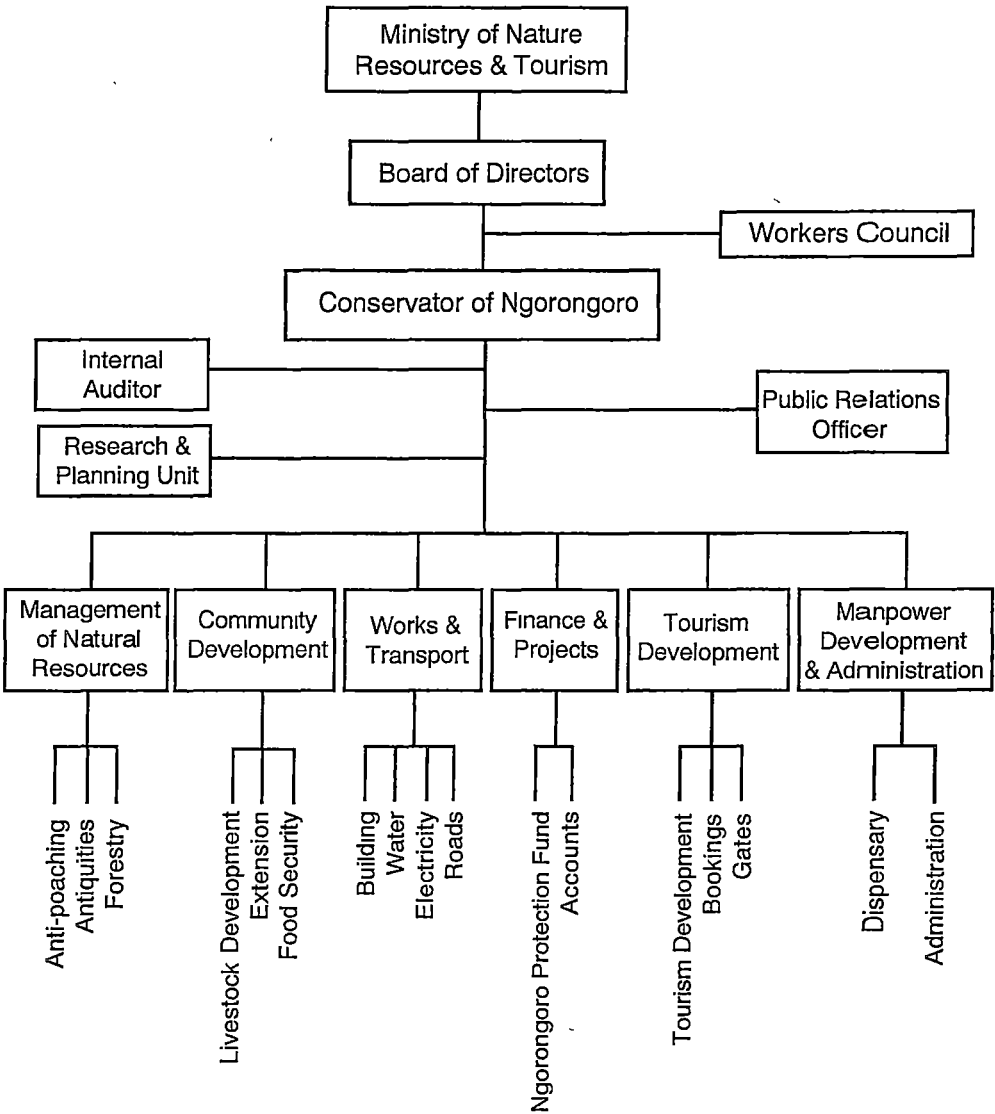 Ministry of Nature
Resources & Tourism
Board of Directors
Workers Council
Conservator of Ngorongoro
Internal
Auditor
Public Relations
Officer
Research &
Planning Unit
Management
of Natural
Resources
Community
Development
Works &
Transport
Finance &
Projects
Tourism
Development
Manpower
Development
& Administration
Anti-poaching
Antiquities
Forestry
Livestock Development
Extension
Food Security
Building
Water
Electricity
Roads
Ngorongoro Protection Fund
Accounts
Tourism Development
Bookings
Gates
Dispensary
Administration